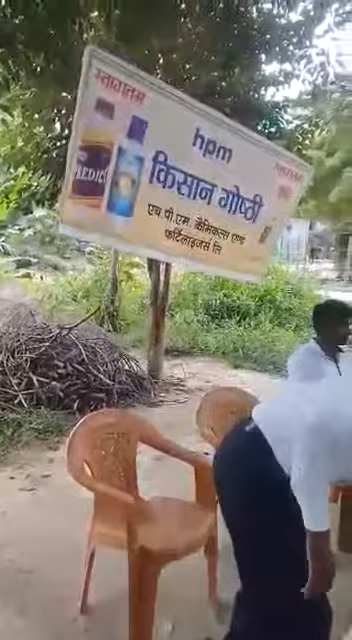 स्वागतम्
hpm
किसान गोष्ठी
एच.पी.एम. कैमिकल्स एण्ड
फर्टिलाइजर्स लि